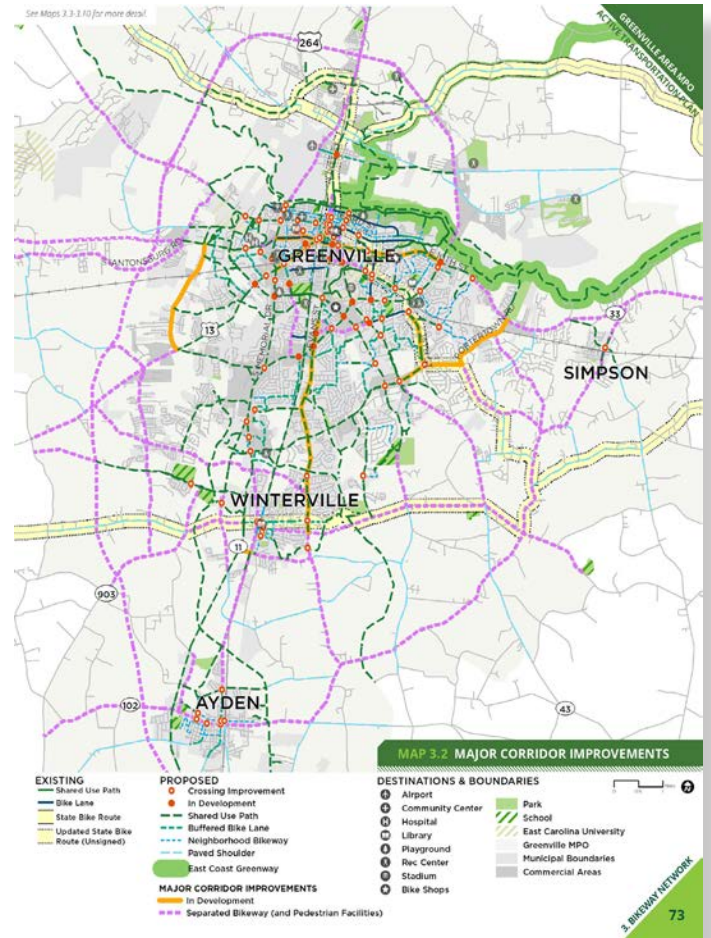 See Maps 3.3-3.10 for more detail.
GREENVILLE AREA MPO
ACTIVE TRANSPORTATION PLAN
264
GREENVILLE
13
33
SIMPSON
WINTERVILLE
11
903
102
AYDEN
43
MAP 3.2 MAJOR CORRIDOR IMPROVEMENTS
EXISTING
Shared Use Path
Bike Lane
State Bike Route
Updated State Bike
Route (Unsigned)
PROPOSED
Crossing Improvement
In Development
Shared Use Path
Buffered Bike Lane
Neighborhood Bikeway
Paved Shoulder
East Coast Greenway
MAJOR CORRIDOR IMPROVEMENTS
In Development
Separated Bikeway (and Pedestrian Facilities)
DESTINATIONS & BOUNDARIES
Airport
Community Center
Hospital
Library
Playground
Rec Center
Stadium
Bike Shops
Park
School
East Carolina University
Greenville MPO
Municipal Boundaries
Commercial Areas
3. BIKEWAY NETWORK
73